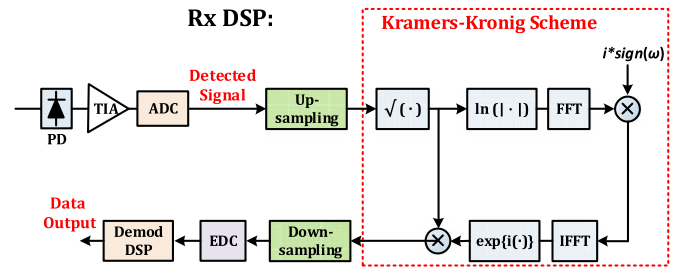 Rx DSP:
Kramers-Kronig Scheme
i*sign(ω)
Detected
Signal
TIA
ADC
Up-
sampling
√(·)
ln(|·|)
FFT
×
PD
Data
Output
Demod
DSP
EDC
Down-
sampling
×
exp{i(·)}
IFFT